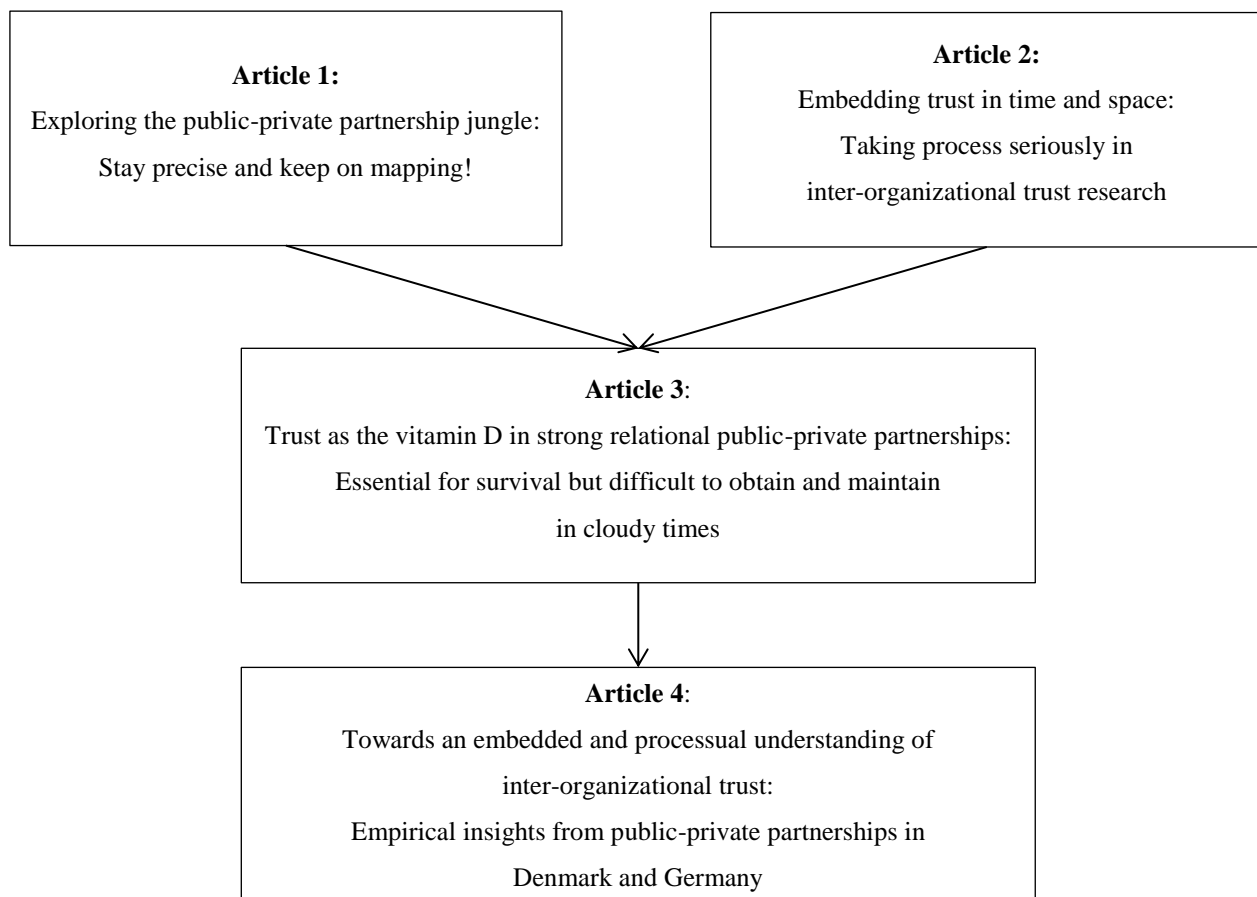 Article 1:
Exploring the public-private partnership jungle:
Stay precise and keep on mapping!
Article 2:
Embedding trust in time and space:
Taking process seriously in
inter-organizational trust research
Article 3:
Trust as the vitamin D in strong relational public-private partnerships:
Essential for survival but difficult to obtain and maintain
in cloudy times
Article 4:
Towards an embedded and processual understanding of
inter-organizational trust:
Empirical insights from public-private partnerships in
Denmark and Germany